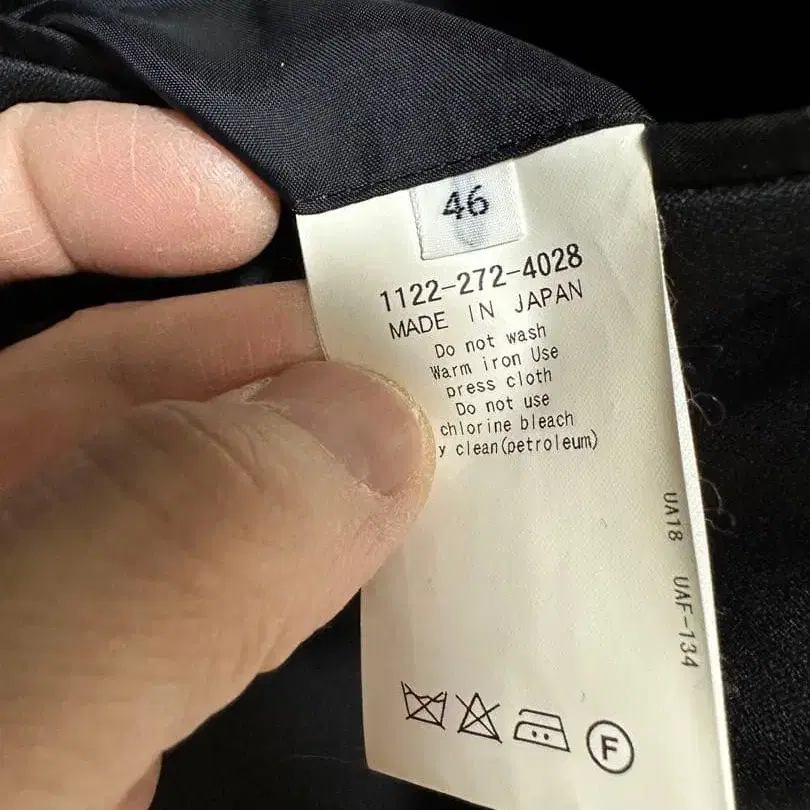 46
1122-272-4028
MADE IN JAPAN
Do not wash
Warm iron Use
press cloth
Do not use
chlorine bleach
y clean(petroleum)
UA18 UAF-134
F